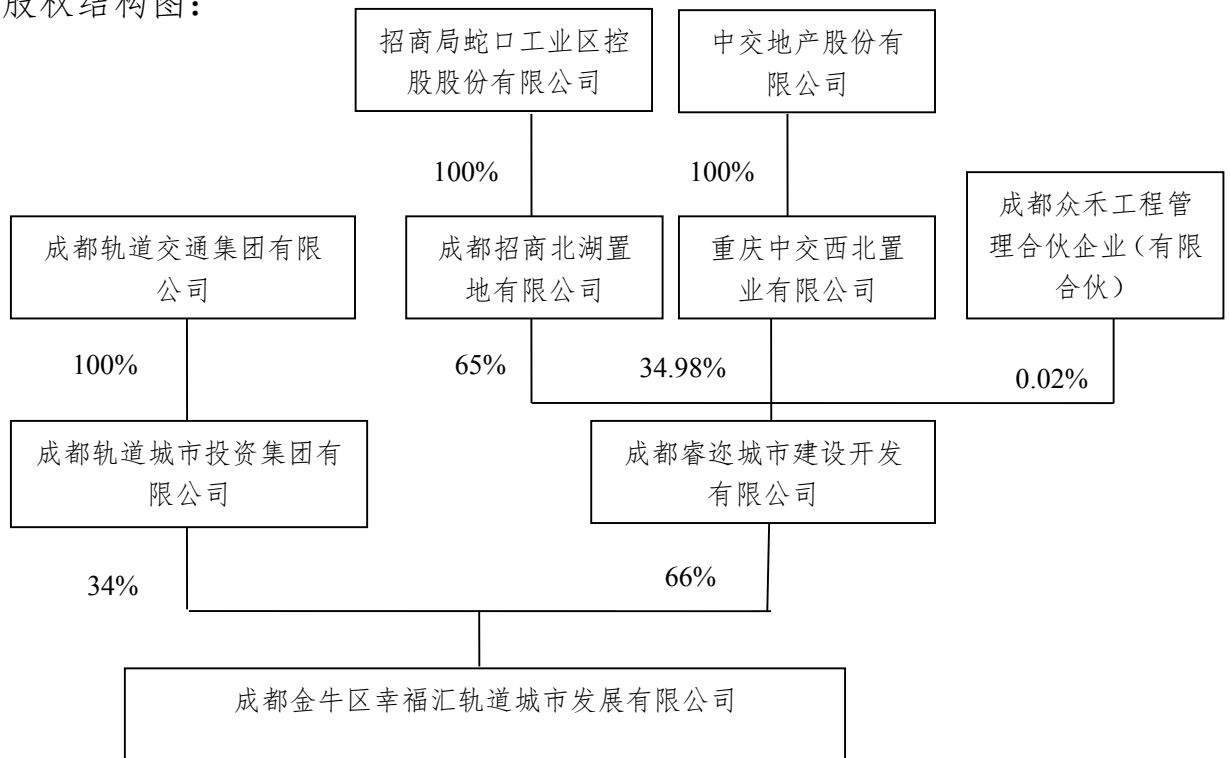 股权结构图：
招商局蛇口工业区控
股股份有限公司
中交地产股份有
限公司
100%
100%
成都众禾工程管
理合伙企业（有限
合伙）
成都轨道交通集团有限
公司
成都招商北湖置
地有限公司
重庆中交西北置
业有限公司
100%
65%
34.98%
0.02%
成都轨道城市投资集团有
限公司
成都睿迩城市建设开发
有限公司
34%
66%
成都金牛区幸福汇轨道城市发展有限公司